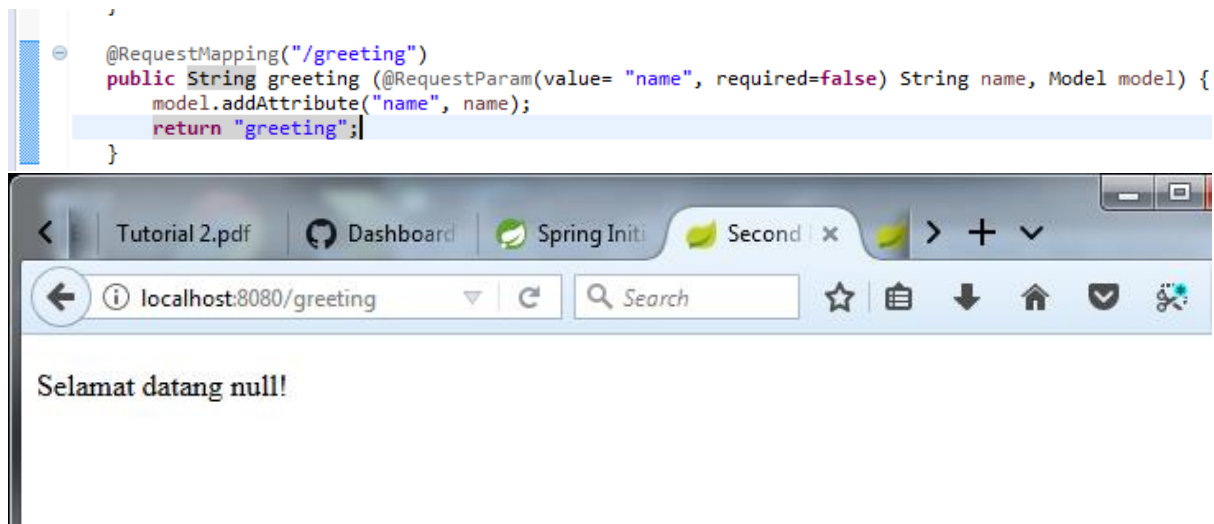 }
@RequestMapping("/greeting")
public String greeting (@RequestParam(value= "name", required=false) String name, Model model) {
model.addAttribute("name", name);
return "greeting";
}
Tutorial 2.pdf Dashboard Spring Initi Second
localhost:8080/greeting Search
Selamat datang null!